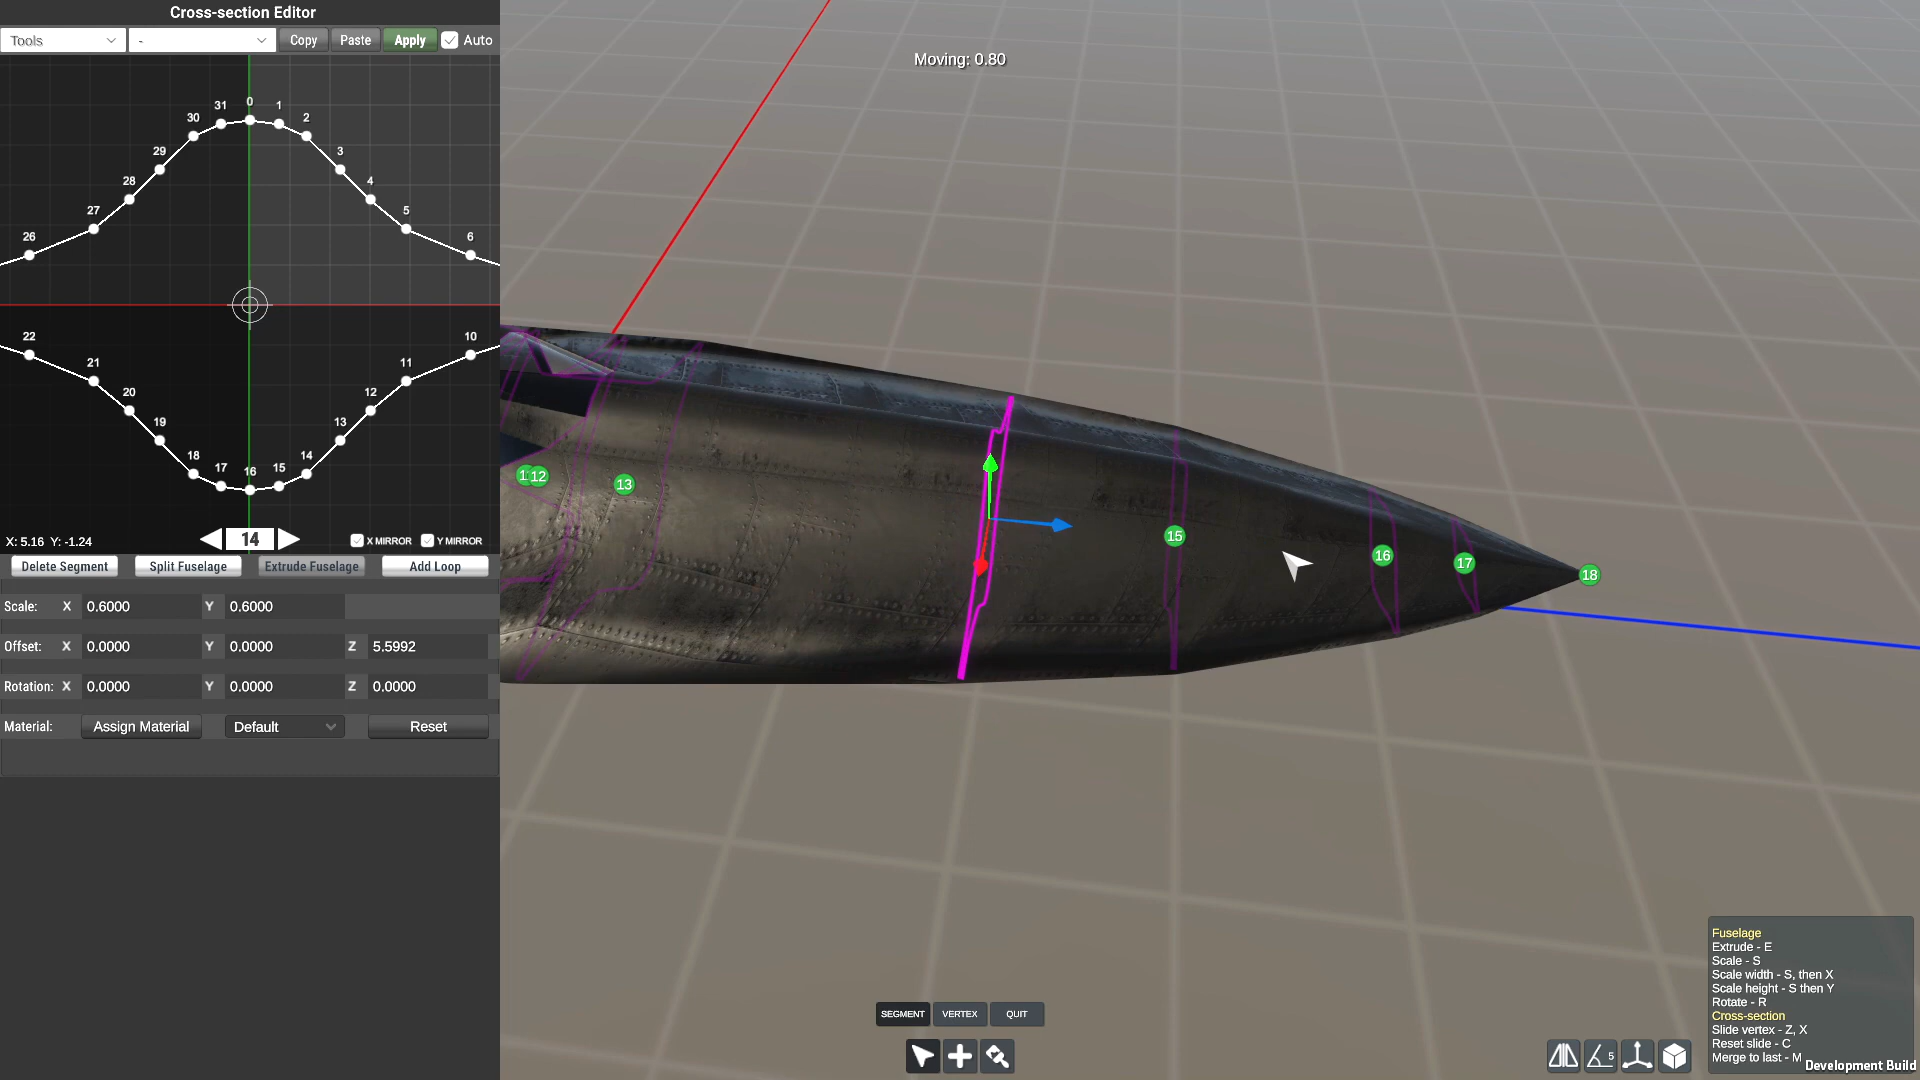 Cross-section Editor
Tools - Copy Paste Apply Auto
Moving: 0.80
31 0 1
30 2
29 3
28 4
27 5
26 6
22 10
21 11
20 12
19 13
18 14
17 16 15
12 13 15 16 17 18
X: 5.16 Y: -1.24 14 X MIRROR Y MIRROR
Delete Segment Split Fuselage Extrude Fuselage Add Loop
Scale: X 0.6000 Y 0.6000
Offset: X 0.0000 Y 0.0000 Z 5.5992
Rotation: X 0.0000 Y 0.0000 Z 0.0000
Material: Assign Material Default Reset
SEGMENT VERTEX QUIT
5
Fuselage
Extrude - E
Scale - S
Scale width - S, then X
Scale height - S then Y
Rotate - R
Cross-section
Slide vertex - Z, X
Reset slide - C
Merge to last - M
Development Build